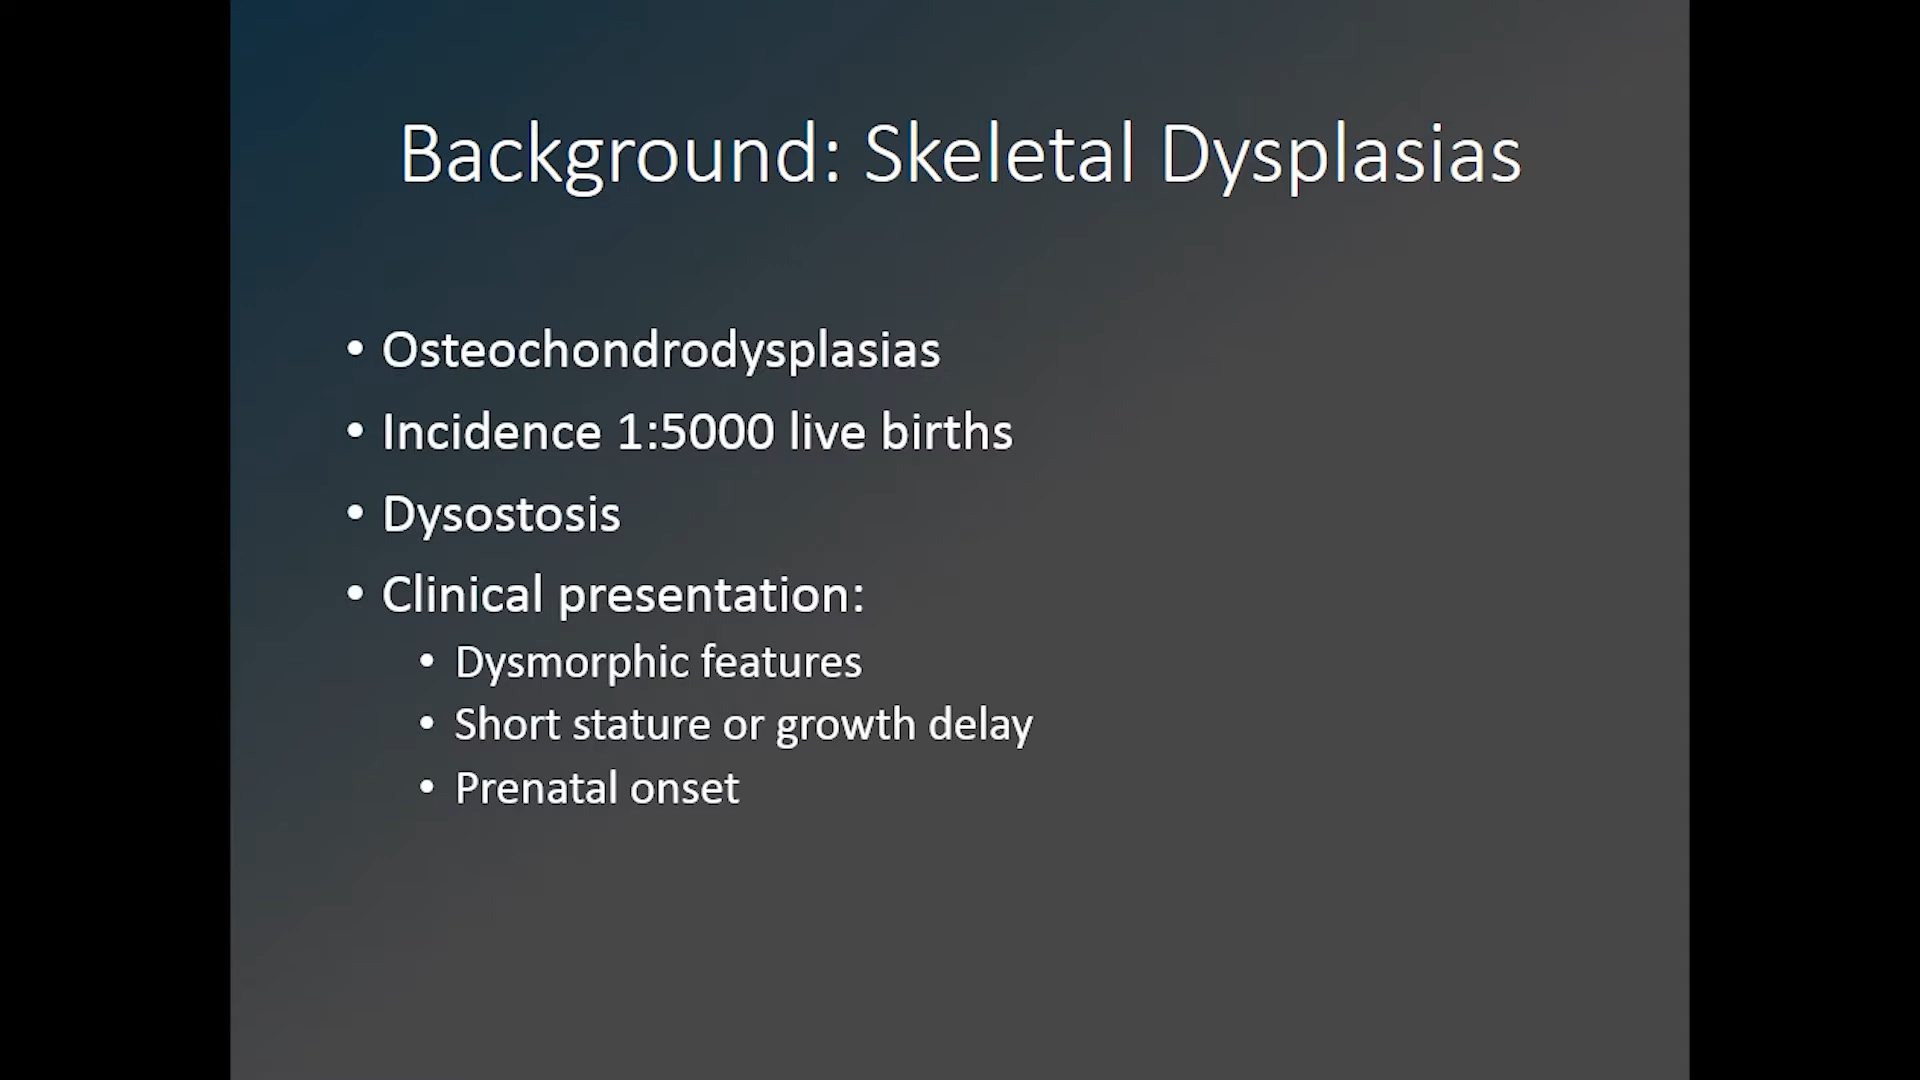 Background: Skeletal Dysplasias
• Osteochondrodysplasias
• Incidence 1:5000 live births
• Dysostosis
• Clinical presentation:
• Dysmorphic features
• Short stature or growth delay
• Prenatal onset